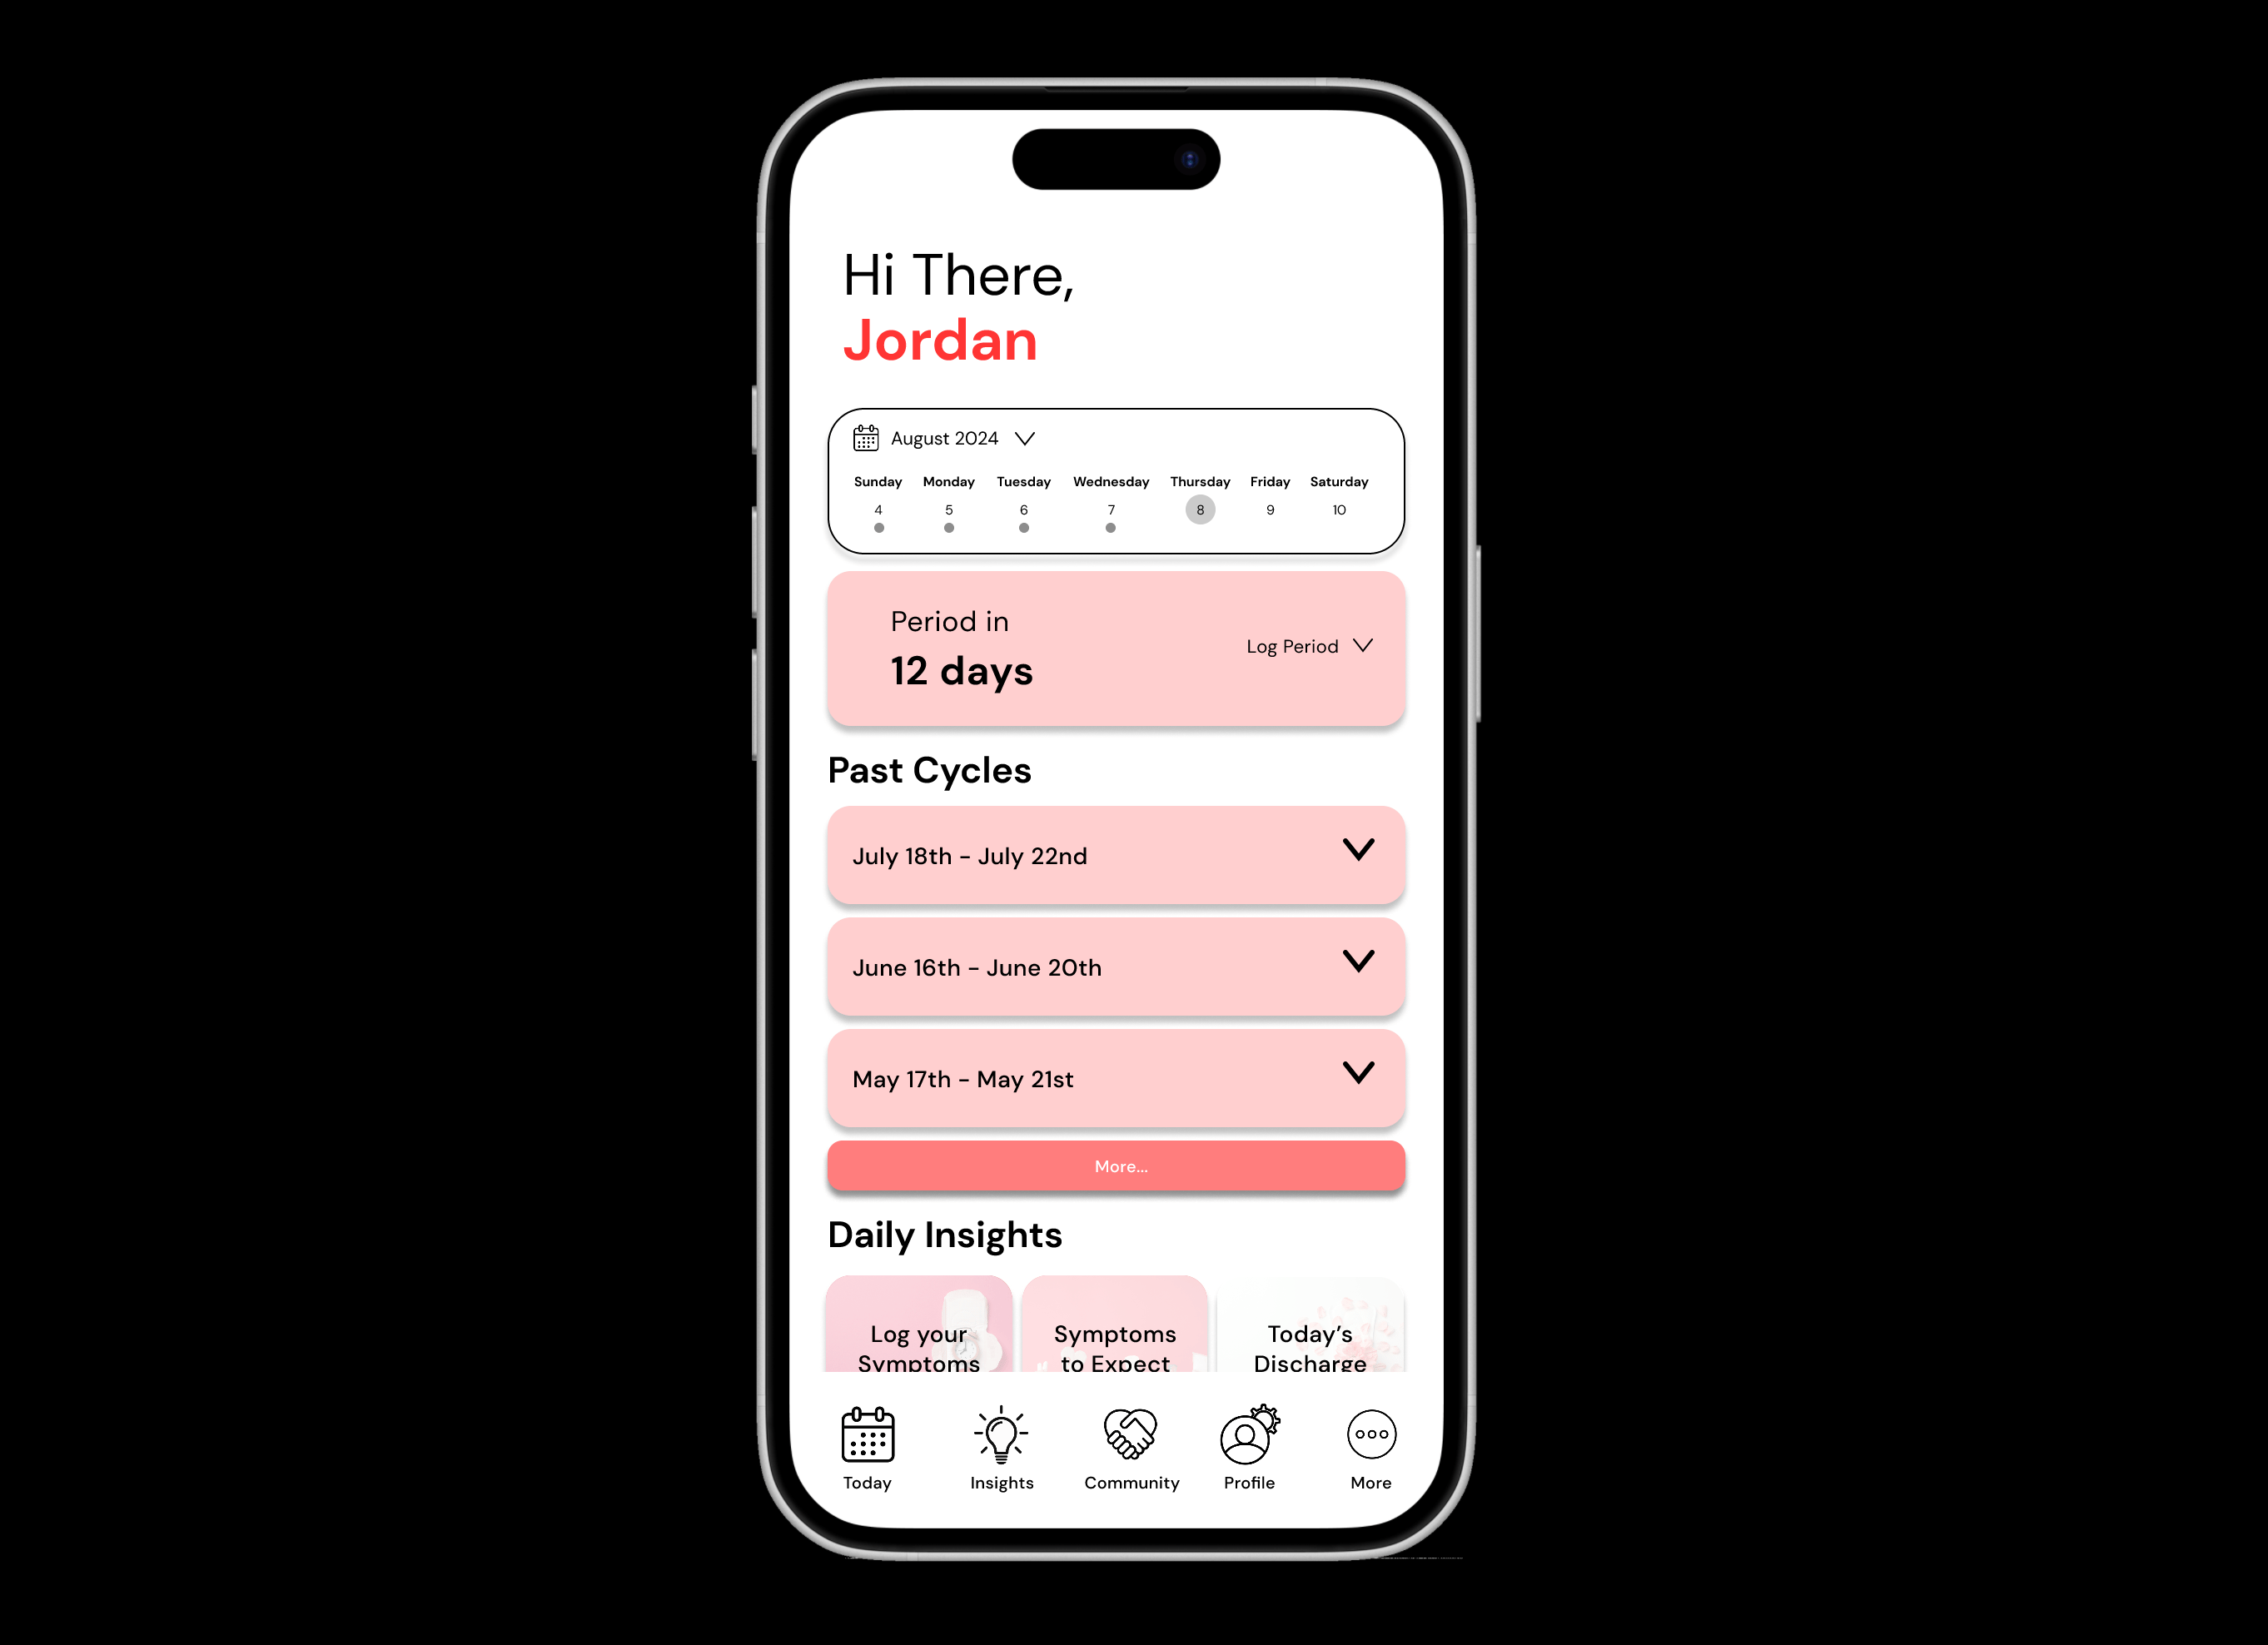 Hi There,
Jordan
August 2024
Sunday Monday Tuesday Wednesday Thursday Friday Saturday
4 5 6 7 8 9 10
Period in
12 days
Log Period
Past Cycles
July 18th - July 22nd
June 16th - June 20th
May 17th - May 21st
More...
Daily Insights
Log your
Symptoms
Symptoms
to Expect
Today’s
Discharge
Today Insights Community Profile More